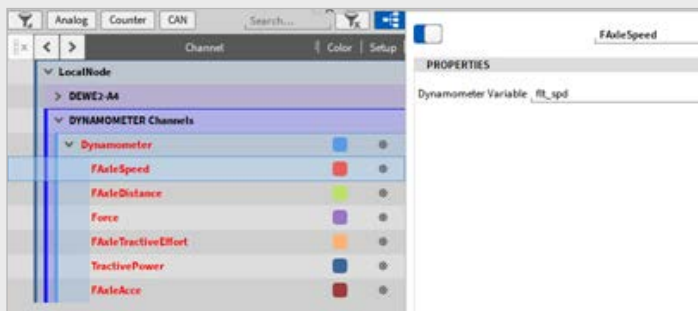 Analog Counter CAN Search...
Channel Color Setup
LocalNode
DEWE2-A4
DYNAMOMETER Channels
Dynamometer
FAxleSpeed
FAxleDistance
Force
FAxleTractiveEffort
TractivePower
FAxleAcce
FAxleSpeed
PROPERTIES
Dynamometer Variable flt_spd